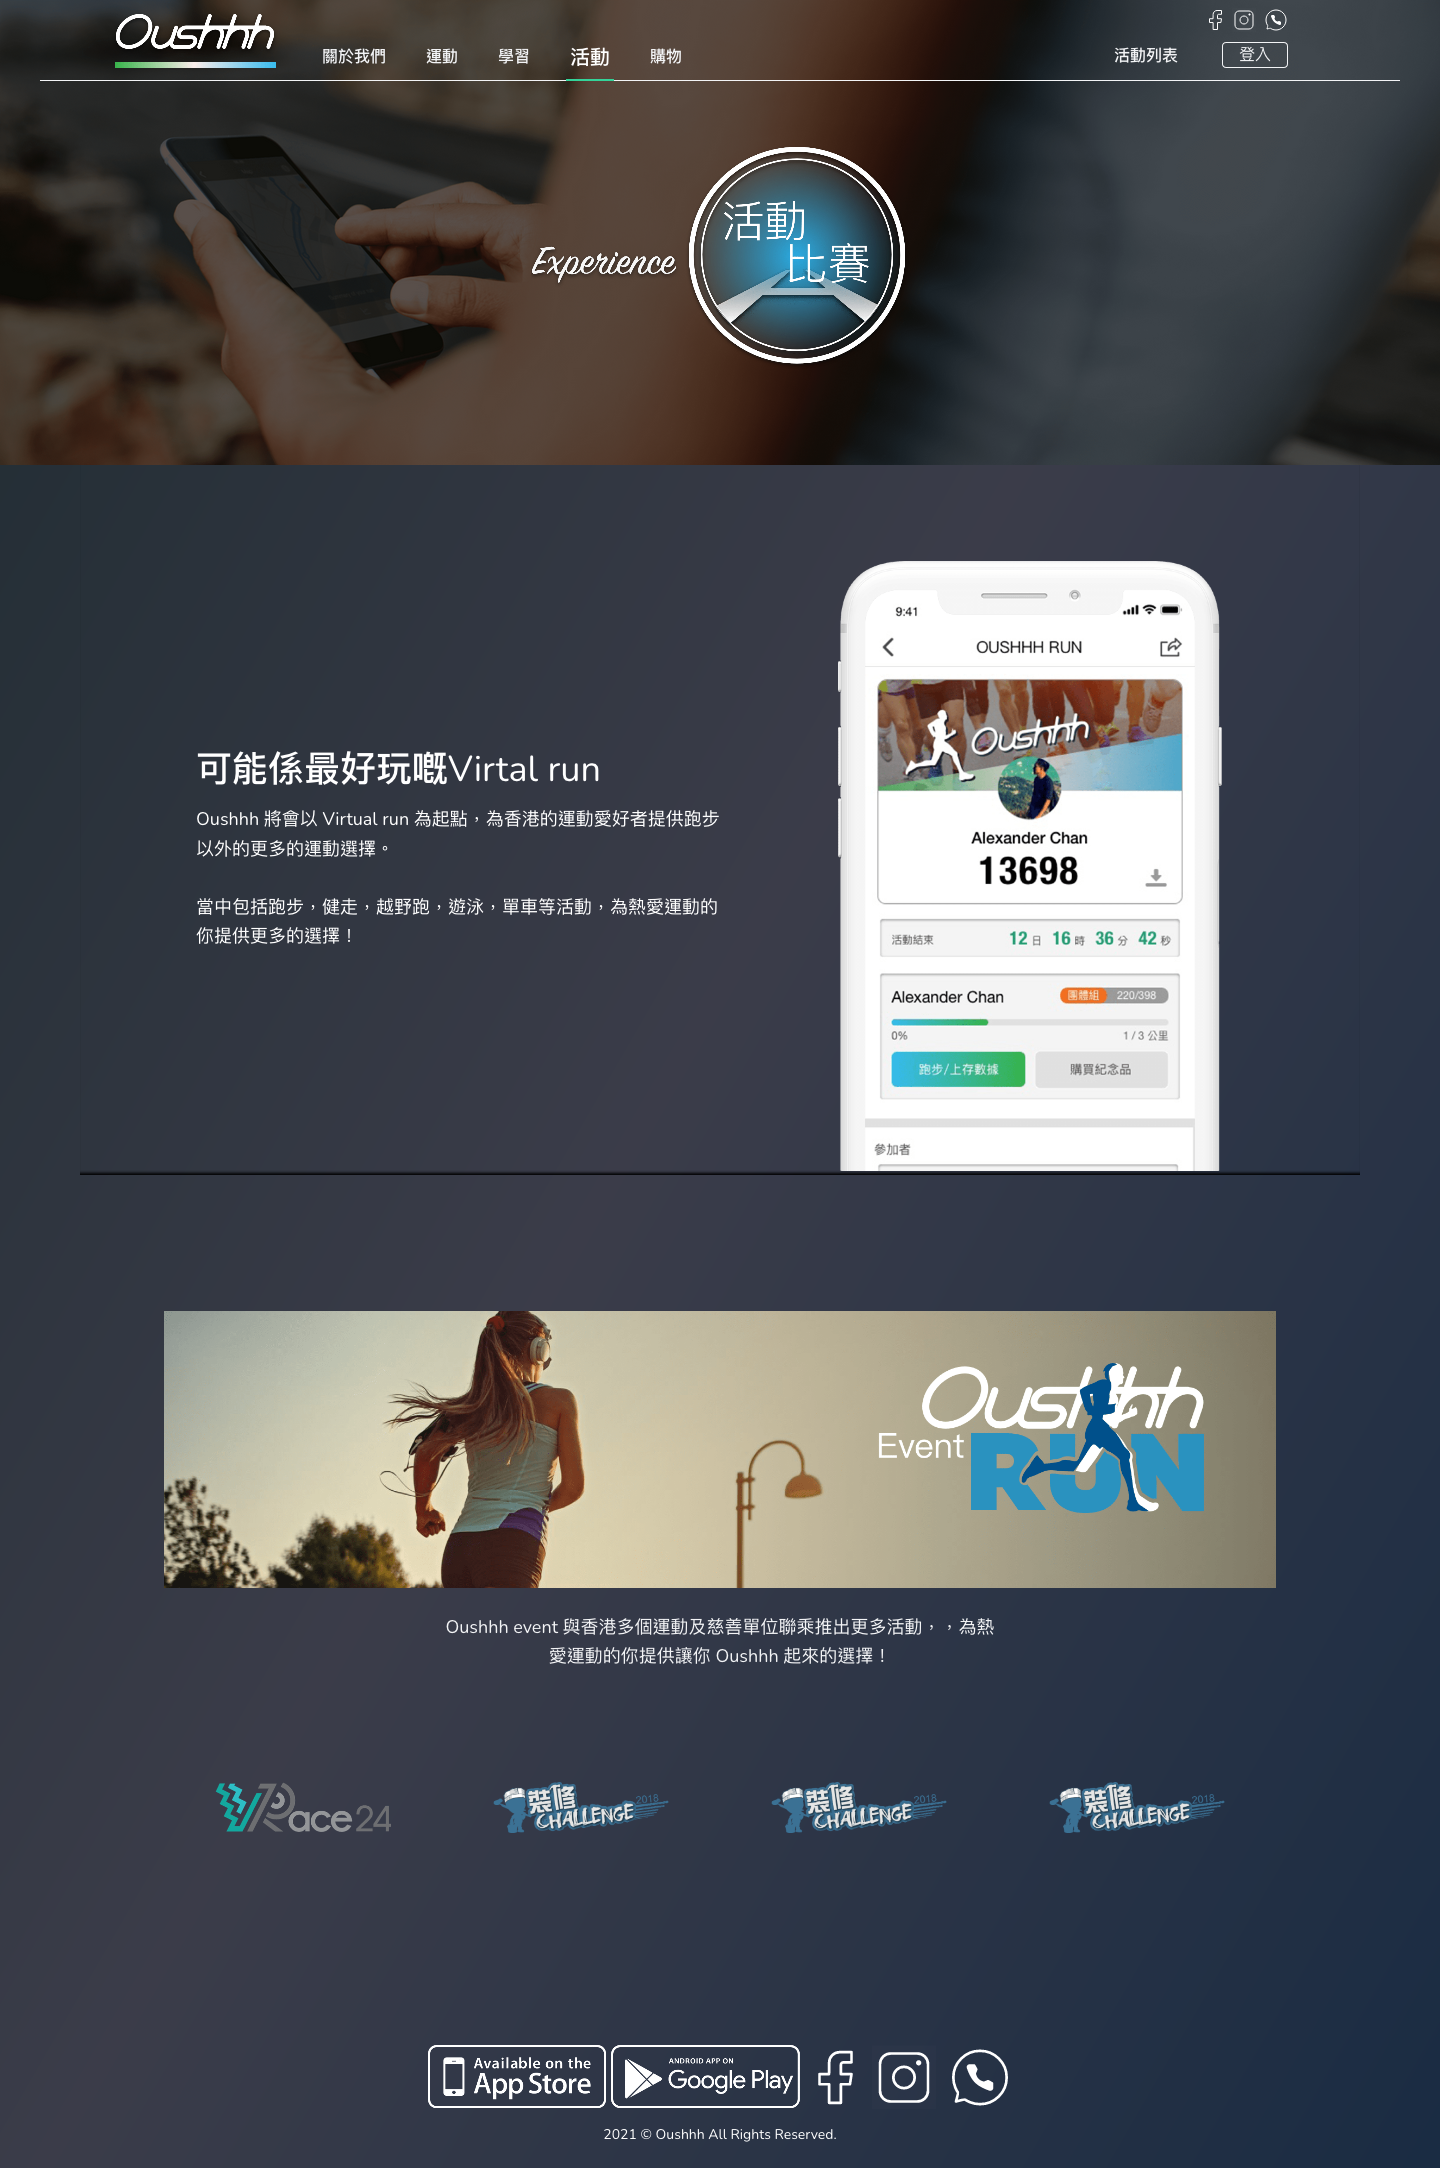 Oushhh
關於我們
運動
學習
活動
購物
活動列表
登入
Experience
活動
比賽
可能係最好玩嘅Virtal run
Oushhh 將會以 Virtual run 為起點，為香港的運動愛好者提供跑步
以外的更多的運動選擇。
當中包括跑步，健走，越野跑，遊泳，單車等活動，為熱愛運動的
你提供更多的選擇！
9:41
OUSHHH RUN
Oushhh
Alexander Chan
13698
活動結束
12 日 16 時 36 分 42 秒
Alexander Chan
團體組 220/398
0%
1 / 3 公里
跑步/上存數據
購買紀念品
參加者
Oushhh
Event RUN
Oushhh event 與香港多個運動及慈善單位聯乘推出更多活動，，為熱
愛運動的你提供讓你 Oushhh 起來的選擇！
VRace24
裝修 2018
CHALLENGE
裝修 2018
CHALLENGE
裝修 2018
CHALLENGE
Available on the
App Store
ANDROID APP ON
Google Play
2021 © Oushhh All Rights Reserved.